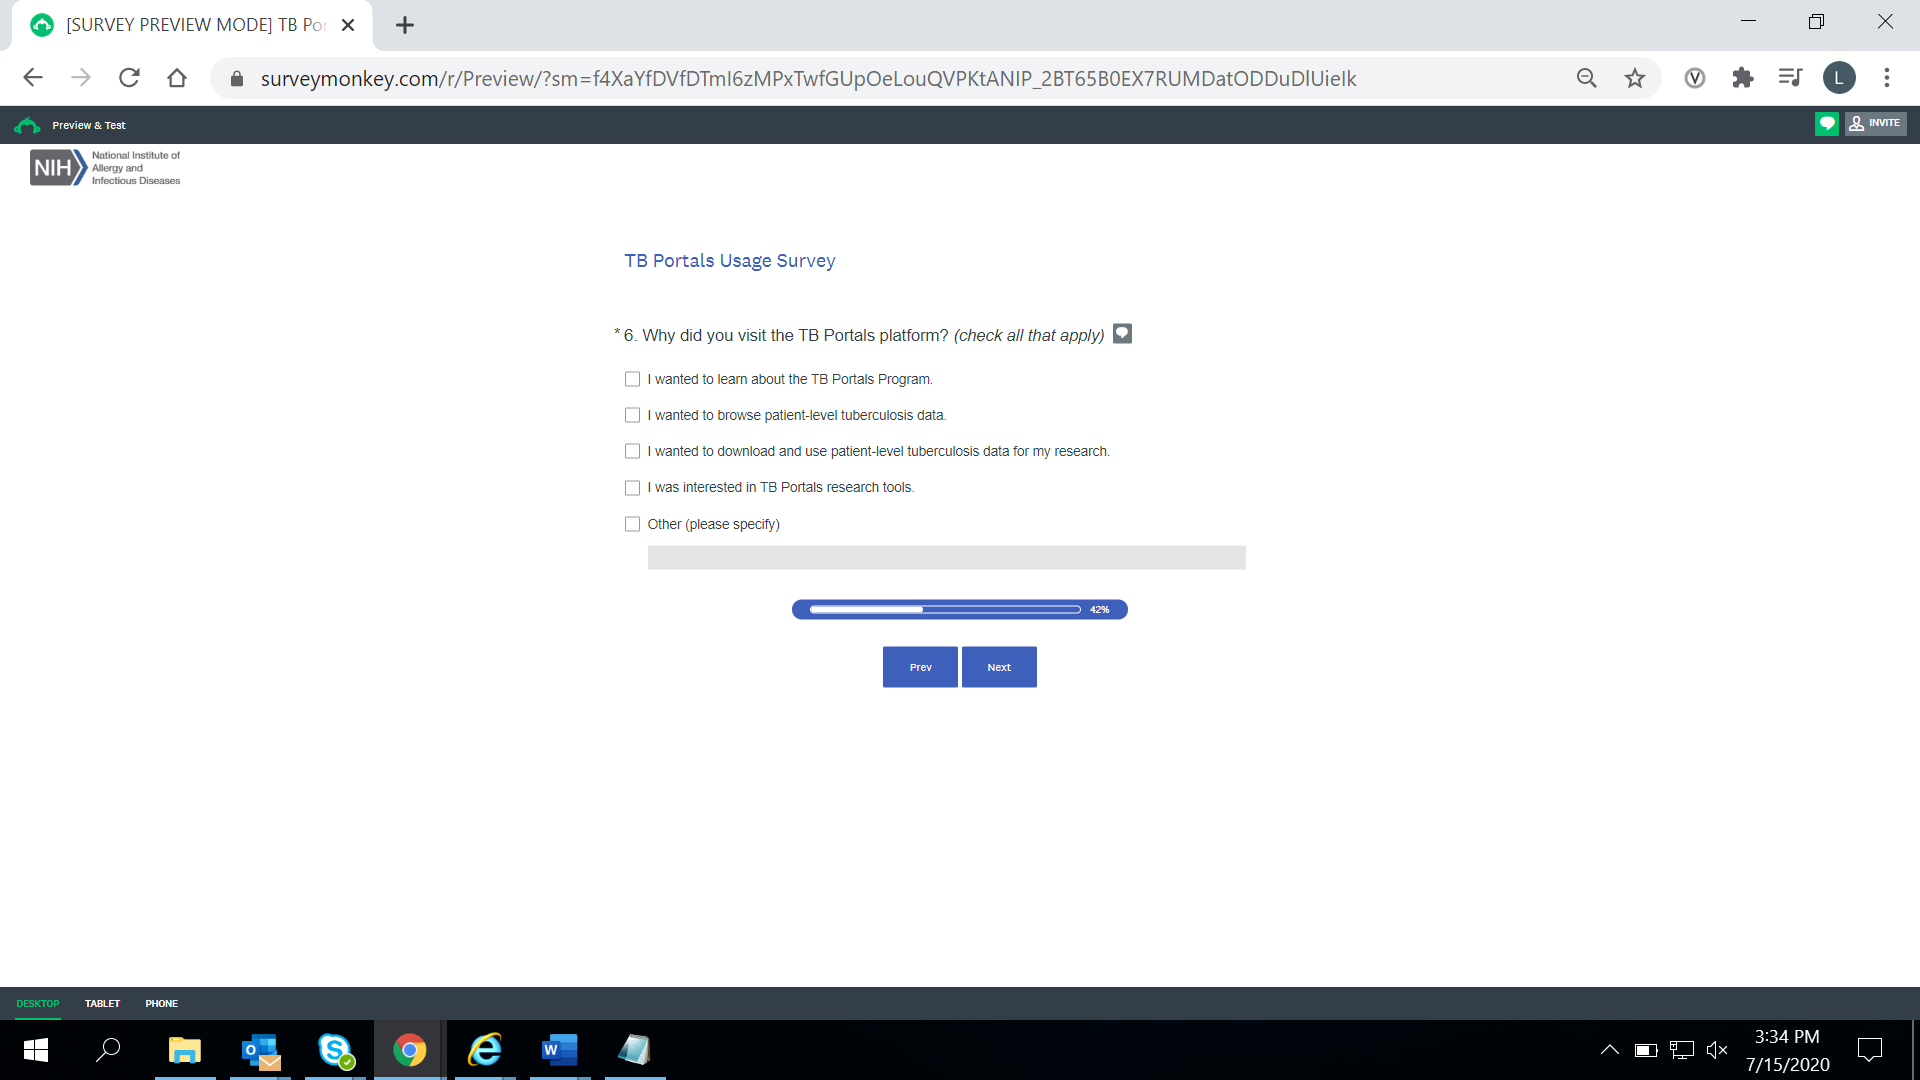 [SURVEY PREVIEW MODE] TB Por
surveymonkey.com/r/Preview/?sm=f4XaYfDVfDTmI6zMPxTwfGUpOeLouQVPKtANIP_2BT65B0EX7RUMDatODDuDlUieIk
L
Preview & Test
INVITE
NIH
National Institute of
Allergy and
Infectious Diseases
TB Portals Usage Survey
* 6. Why did you visit the TB Portals platform? (check all that apply)
I wanted to learn about the TB Portals Program.
I wanted to browse patient-level tuberculosis data.
I wanted to download and use patient-level tuberculosis data for my research.
I was interested in TB Portals research tools.
Other (please specify)
42%
Prev Next
DESKTOP TABLET PHONE
3:34 PM
7/15/2020